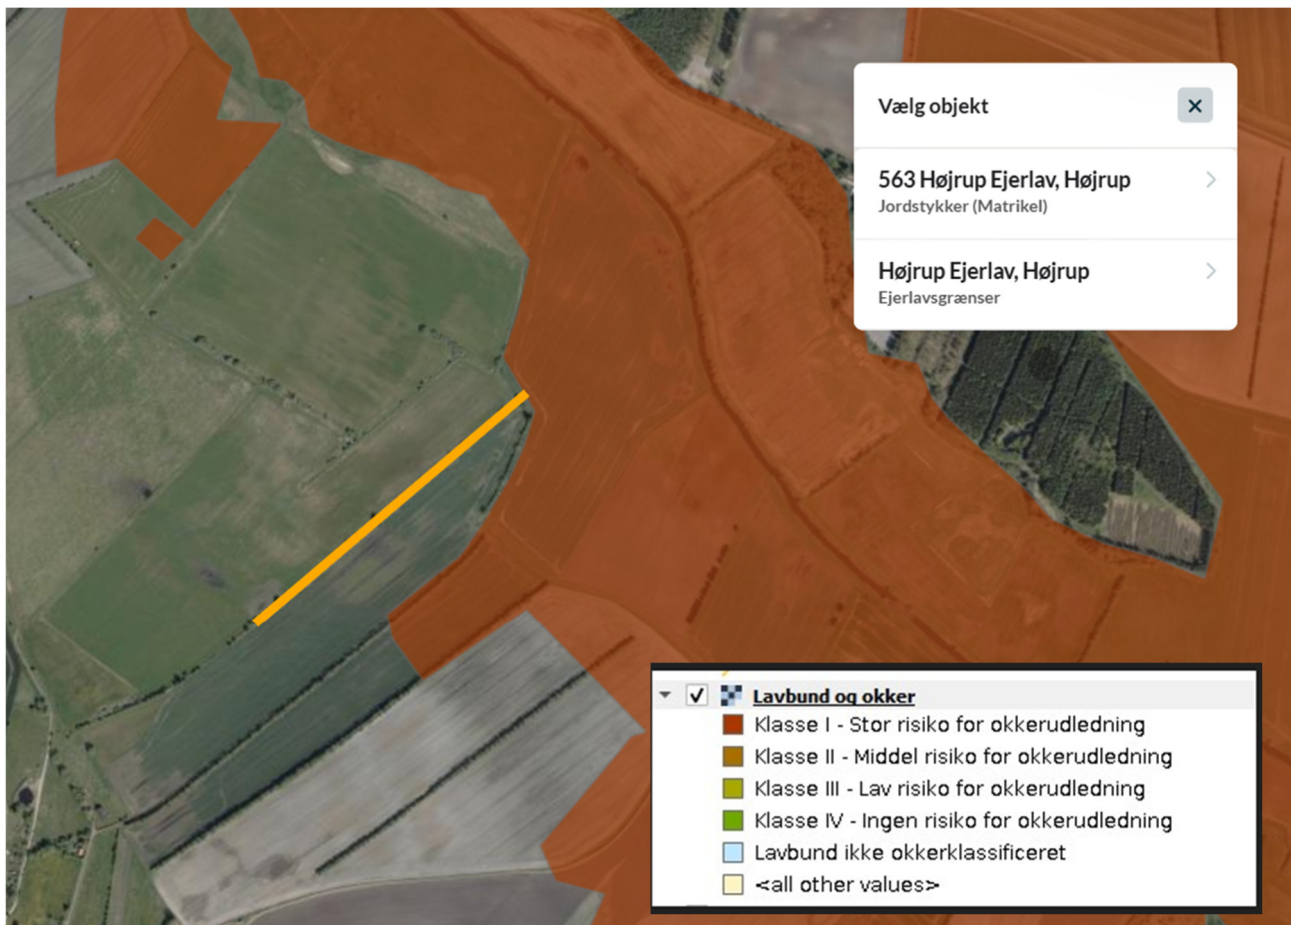 Vælg objekt
563 Højrup Ejerlav, Højrup
Jordstykker (Matrikel)
Højrup Ejerlav, Højrup
Ejerlavsgrænser
Lavbund og okker
Klasse I - Stor risiko for okkerudledning
Klasse II - Middel risiko for okkerudledning
Klasse III - Lav risiko for okkerudledning
Klasse IV - Ingen risiko for okkerudledning
Lavbund ikke okkerklassificeret
<all other values>